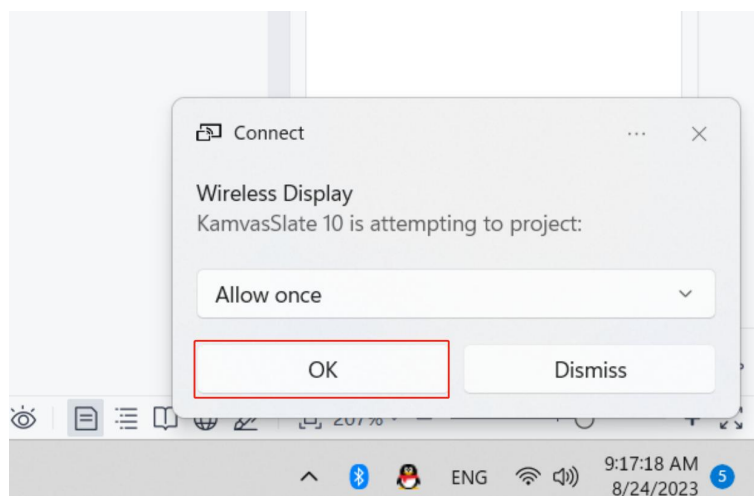 Connect
Wireless Display
KamvasSlate 10 is attempting to project:
Allow once
OK Dismiss
207%
ENG 9:17:18 AM
8/24/2023 5